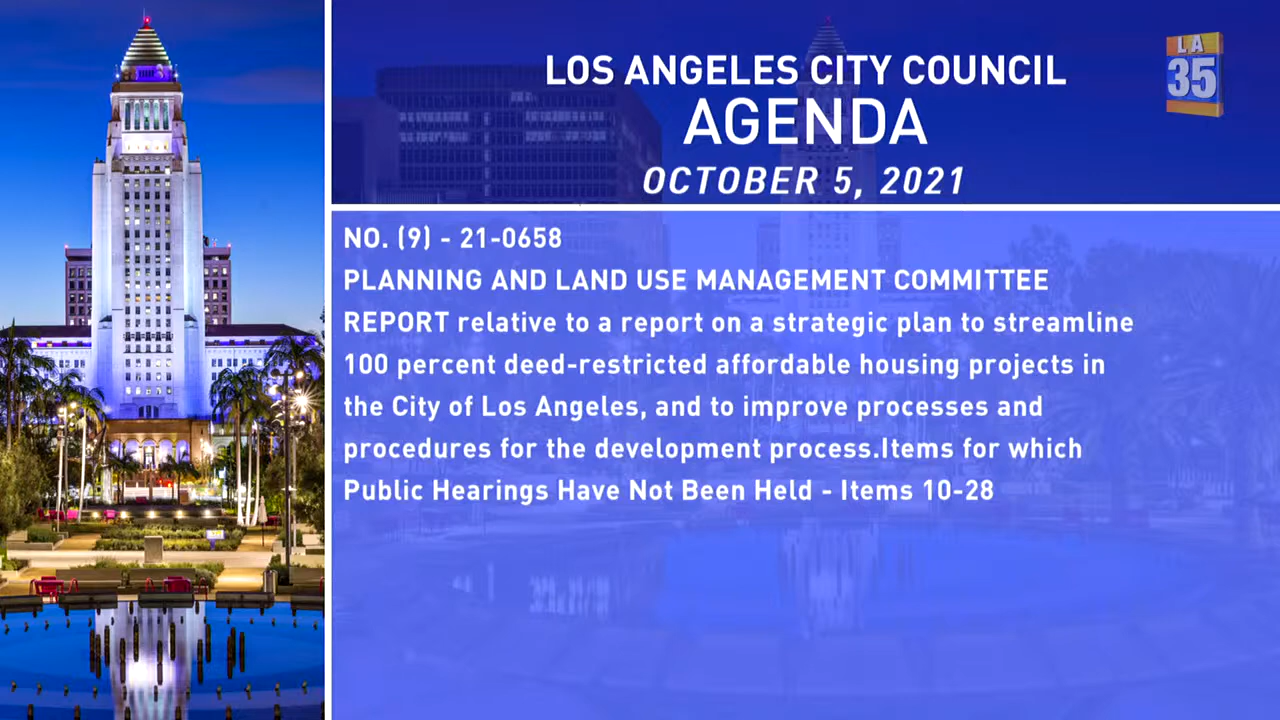 LOS ANGELES CITY COUNCIL
AGENDA
OCTOBER 5, 2021
LA
35
NO. (9) - 21-0658
PLANNING AND LAND USE MANAGEMENT COMMITTEE
REPORT relative to a report on a strategic plan to streamline
100 percent deed-restricted affordable housing projects in
the City of Los Angeles, and to improve processes and
procedures for the development process.Items for which
Public Hearings Have Not Been Held - Items 10-28